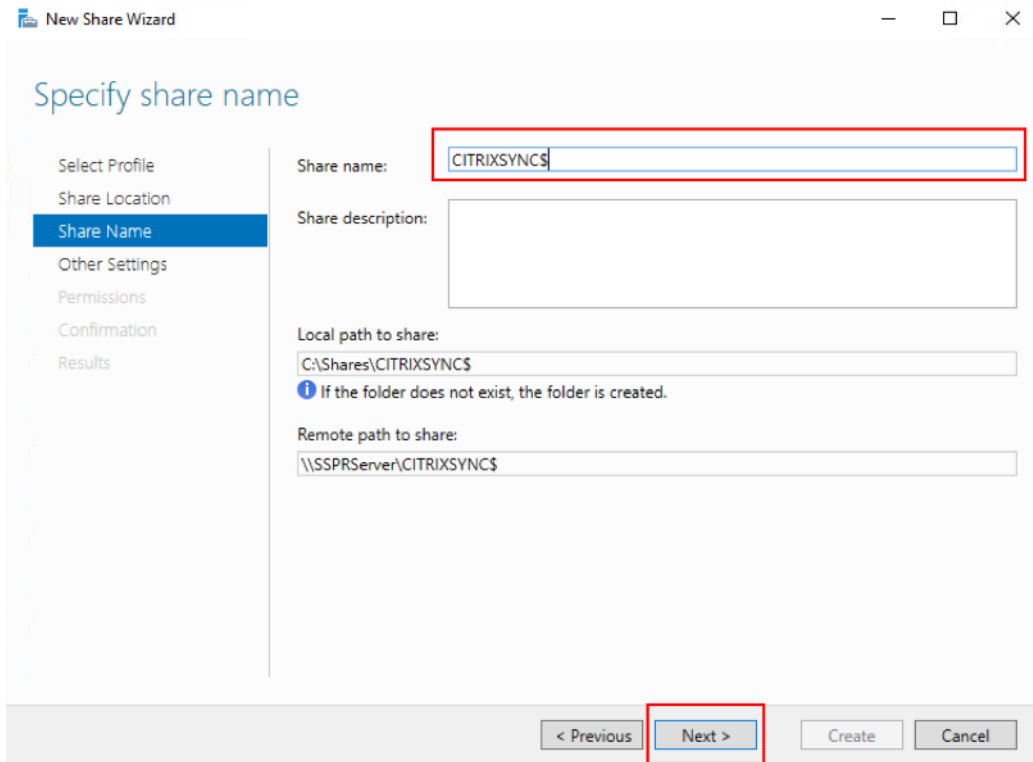 New Share Wizard
Specify share name
Select Profile
Share Location
Share Name
Other Settings
Permissions
Confirmation
Results
Share name:
CITRIXSYNC$
Share description:
Local path to share:
C:\Shares\CITRIXSYNC$
If the folder does not exist, the folder is created.
Remote path to share:
\\SSPRServer\CITRIXSYNC$
< Previous
Next >
Create
Cancel